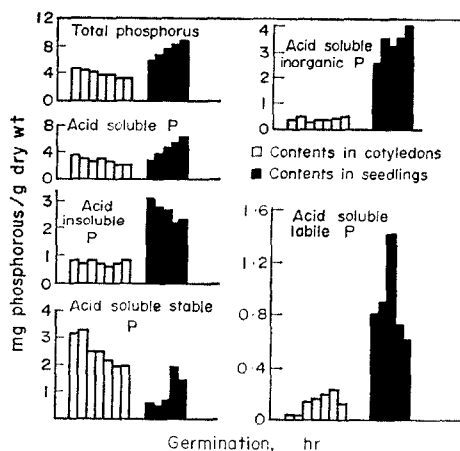 mg phosphorous/g dry wt
12
8
4
0
Total phosphorus
8
4
0
Acid soluble P
3
2
1
0
Acid
insoluble
P
4
3
2
1
Acid soluble stable
P
4
3
2
1
0
Acid soluble
inorganic P
Contents in cotyledons
Contents in seedlings
1·6
1·2
0·8
0·4
0
Acid soluble
labile P
Germination, hr